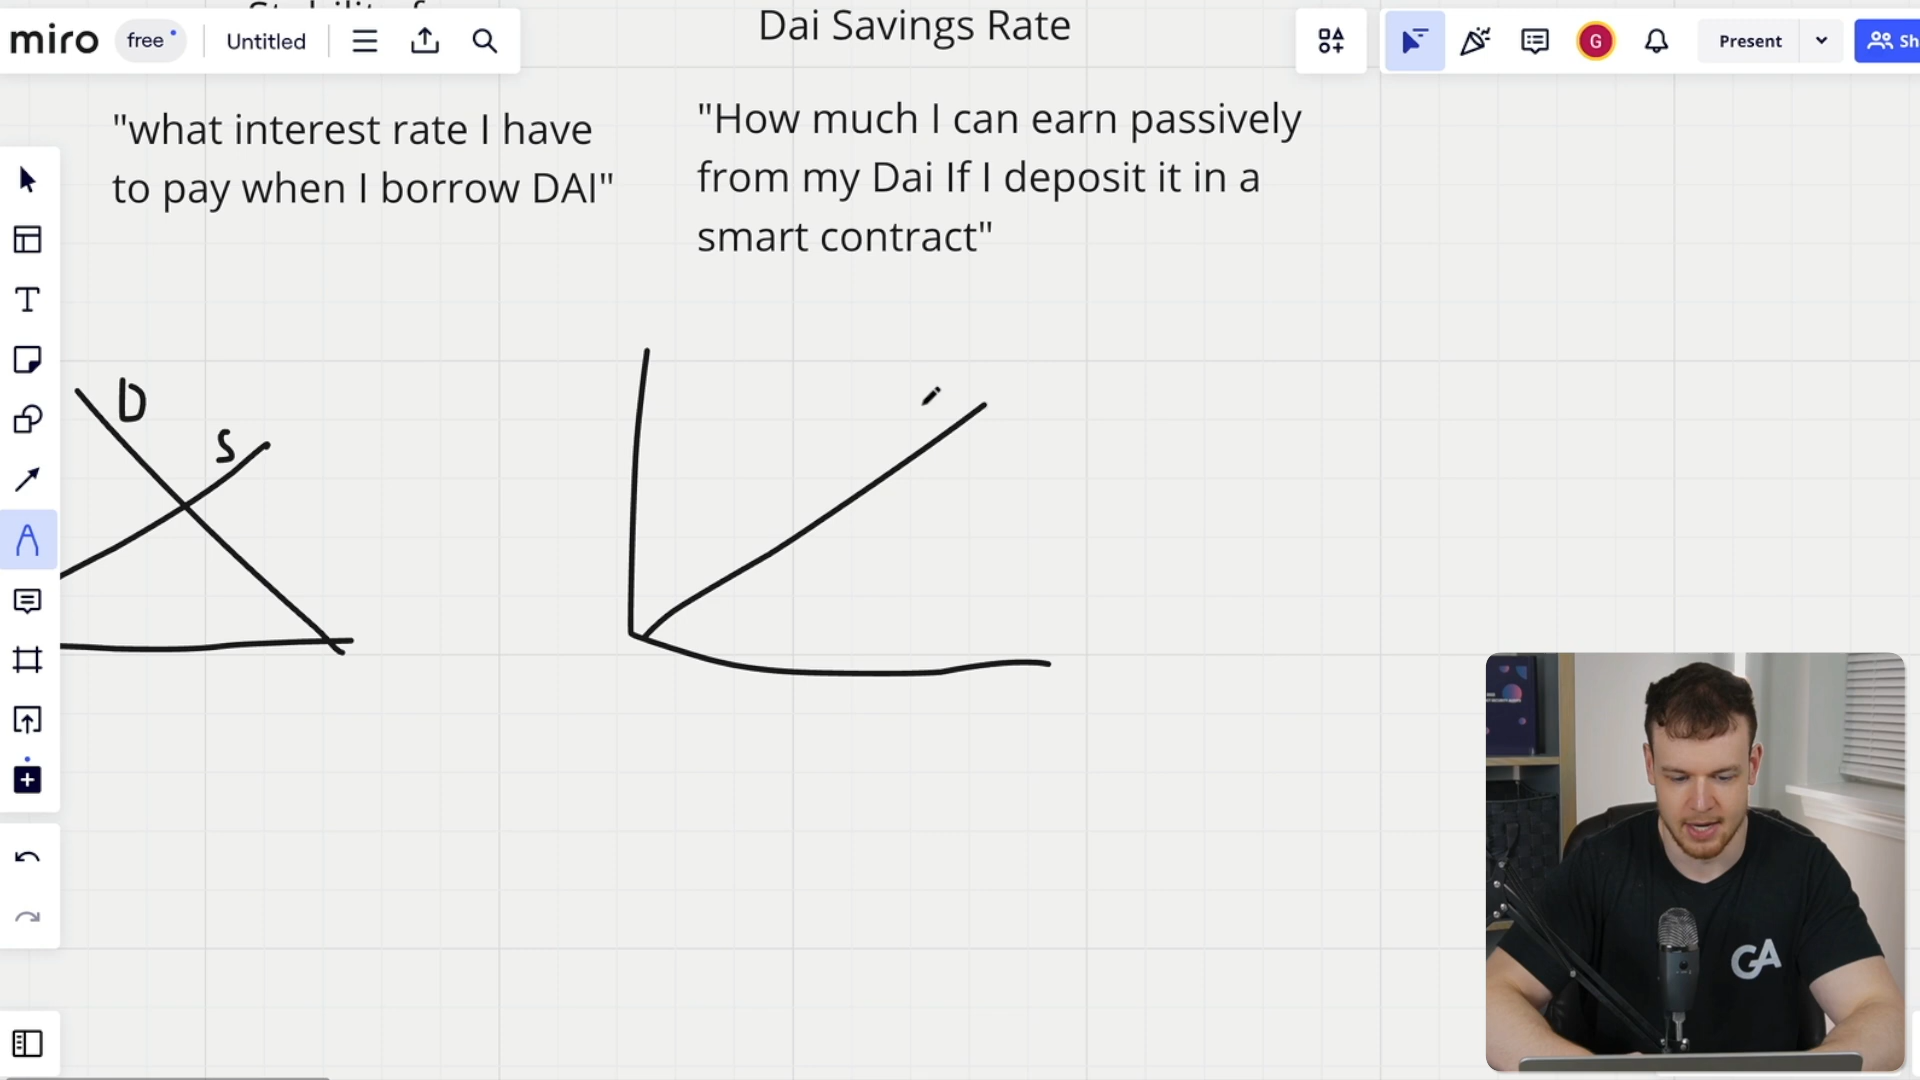 Dai Savings Rate
miro
free
Untitled
G
Present
Sh
"what interest rate I have
to pay when I borrow DAI"
"How much I can earn passively
from my Dai If I deposit it in a
smart contract"
D
S
GA